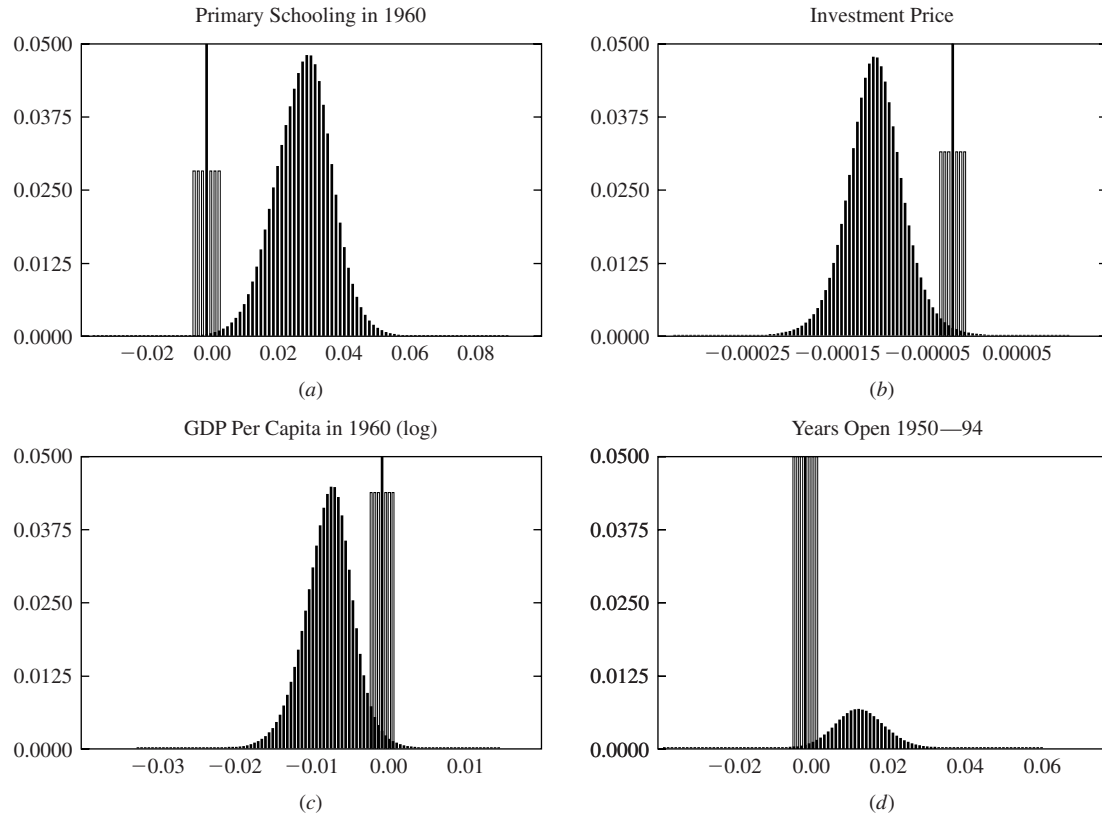 Primary Schooling in 1960
0.0500
0.0375
0.0250
0.0125
0.0000
−0.02 0.00 0.02 0.04 0.06 0.08
(a)
Investment Price
0.0500
0.0375
0.0250
0.0125
0.0000
−0.00025 −0.00015 −0.00005 0.00005
(b)
GDP Per Capita in 1960 (log)
0.0500
0.0375
0.0250
0.0125
0.0000
−0.03 −0.02 −0.01 0.00 0.01
(c)
Years Open 1950—94
0.0500
0.0375
0.0250
0.0125
0.0000
−0.02 0.00 0.02 0.04 0.06
(d)